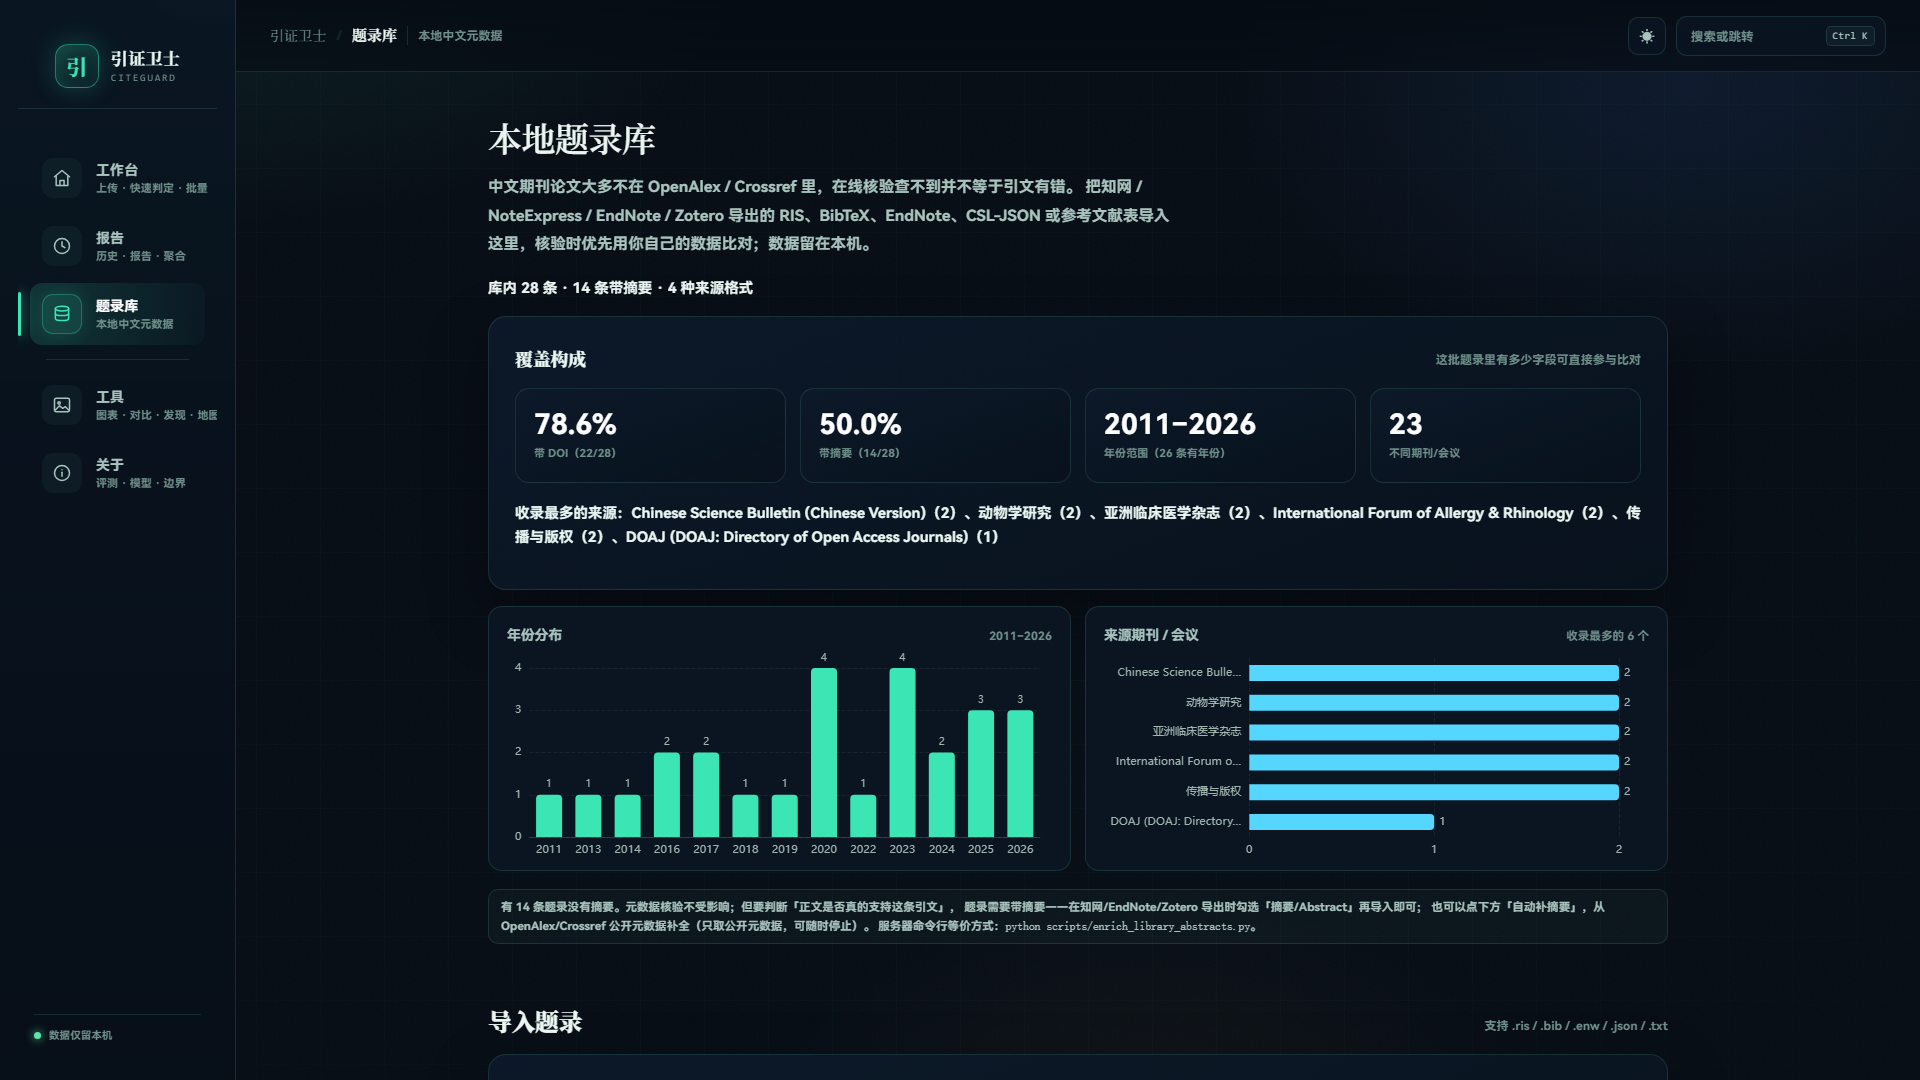 引
引证卫士
CITEGUARD
工作台
上传 · 快速判定 · 批量
报告
历史 · 报告 · 聚合
题录库
本地中文元数据
工具
图表 · 对比 · 发现 · 地图
关于
评测 · 模型 · 边界
数据仅留本机
引证卫士 / 题录库 本地中文元数据
搜索或跳转 Ctrl K
本地题录库
中文期刊论文大多不在 OpenAlex / Crossref 里，在线核验查不到并不等于引文有错。 把知网 /
NoteExpress / EndNote / Zotero 导出的 RIS、BibTeX、EndNote、CSL-JSON 或参考文献表导入
这里，核验时优先用你自己的数据比对；数据留在本机。
库内 28 条 · 14 条带摘要 · 4 种来源格式
覆盖构成
这批题录里有多少字段可直接参与比对
78.6%
带 DOI（22/28）
50.0%
带摘要（14/28）
2011–2026
年份范围（26 条有年份）
23
不同期刊/会议
收录最多的来源：Chinese Science Bulletin (Chinese Version)（2）、动物学研究（2）、亚洲临床医学杂志（2）、International Forum of Allergy & Rhinology（2）、传
播与版权（2）、DOAJ (DOAJ: Directory of Open Access Journals)（1）
年份分布
2011–2026
4
3
2
1
0
1 1 1 2 2 1 1 4 1 4 2 3 3
2011 2013 2014 2016 2017 2018 2019 2020 2022 2023 2024 2025 2026
来源期刊 / 会议
收录最多的 6 个
Chinese Science Bulle... 2
动物学研究 2
亚洲临床医学杂志 2
International Forum o... 2
传播与版权 2
DOAJ (DOAJ: Directory... 1
0 1 2
有 14 条题录没有摘要。元数据核验不受影响；但要判断「正文是否真的支持这条引文」， 题录需要带摘要——在知网/EndNote/Zotero 导出时勾选「摘要/Abstract」再导入即可； 也可以点下方「自动补摘要」，从
OpenAlex/Crossref 公开元数据补全（只取公开元数据，可随时停止）。 服务器命令行等价方式：python scripts/enrich_library_abstracts.py。
导入题录
支持 .ris / .bib / .enw / .json / .txt